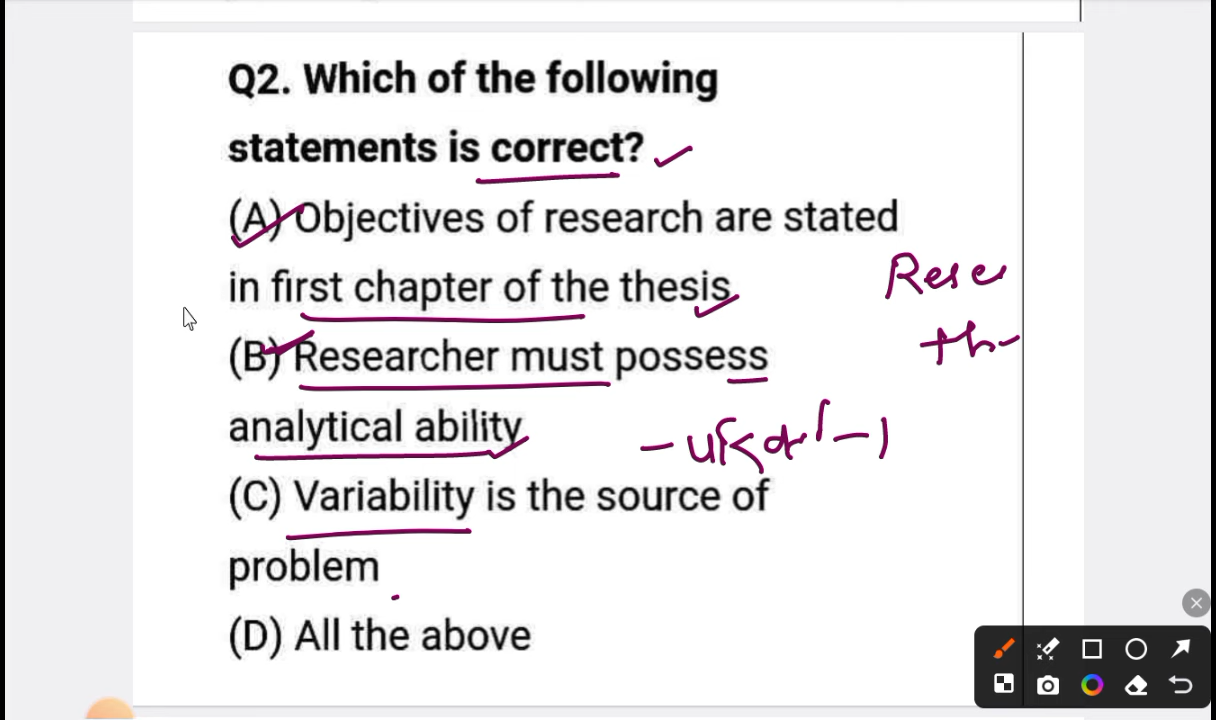 Q2. Which of the following
statements is correct?
(A) Objectives of research are stated
in first chapter of the thesis
(B) Researcher must possess
analytical ability
(C) Variability is the source of
problem
(D) All the above